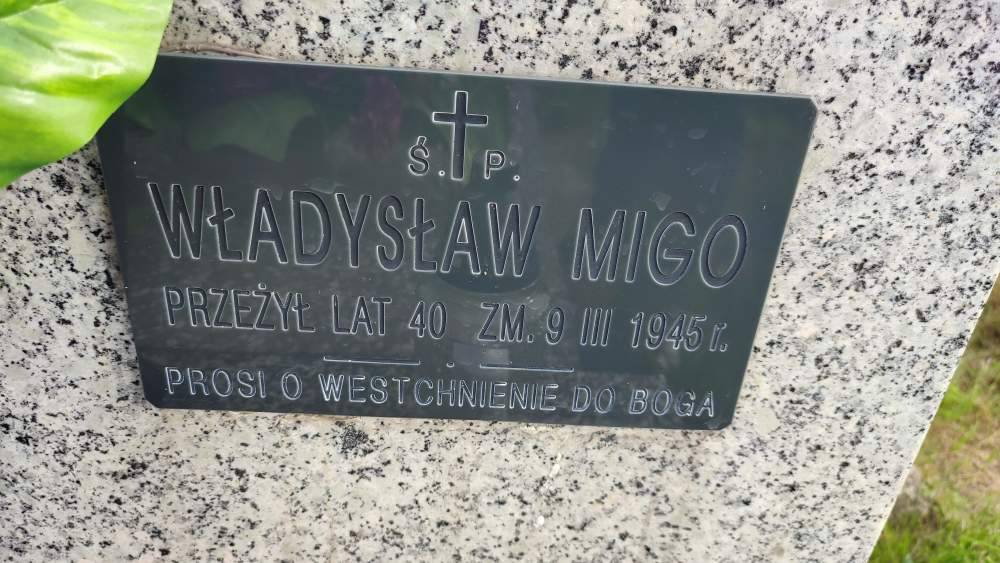 Ś. P.
WŁADYSŁAW MIGO
PRZEŻYŁ LAT 40 ZM. 9 III 1945 r.
PROSI O WESTCHNIENIE DO BOGA